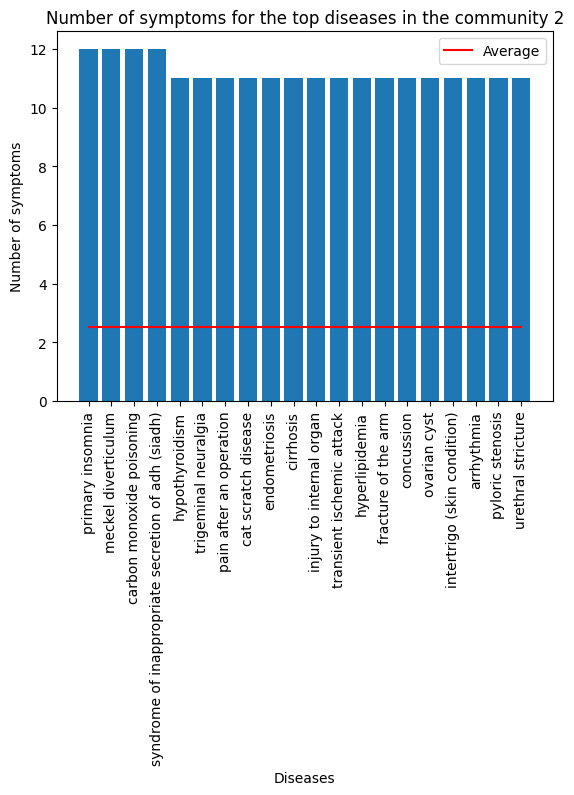 Number of symptoms for the top diseases in the community 2
Average
Number of symptoms
12
10
8
6
4
2
0
primary insomnia
meckel diverticulum
carbon monoxide poisoning
syndrome of inappropriate secretion of adh (siadh)
hypothyroidism
trigeminal neuralgia
pain after an operation
cat scratch disease
endometriosis
cirrhosis
injury to internal organ
transient ischemic attack
hyperlipidemia
fracture of the arm
concussion
ovarian cyst
intertrigo (skin condition)
arrhythmia
pyloric stenosis
urethral stricture
Diseases